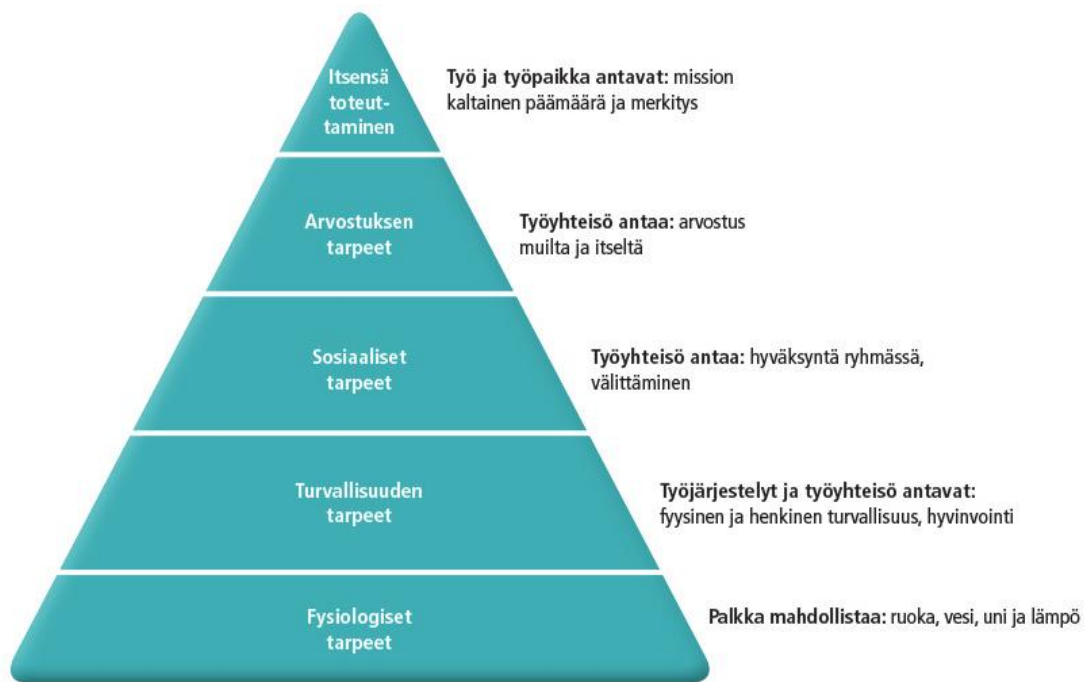 Itsensä
toteut-
taminen
Työ ja työpaikka antavat: mission
kaltainen päämäärä ja merkitys
Arvostuksen
tarpeet
Työyhteisö antaa: arvostus
muilta ja itseltä
Sosiaaliset
tarpeet
Työyhteisö antaa: hyväksyntä ryhmässä,
välittäminen
Turvallisuuden
tarpeet
Työjärjestelyt ja työyhteisö antavat:
fyysinen ja henkinen turvallisuus, hyvinvointi
Fysiologiset
tarpeet
Palkka mahdollistaa: ruoka, vesi, uni ja lämpö